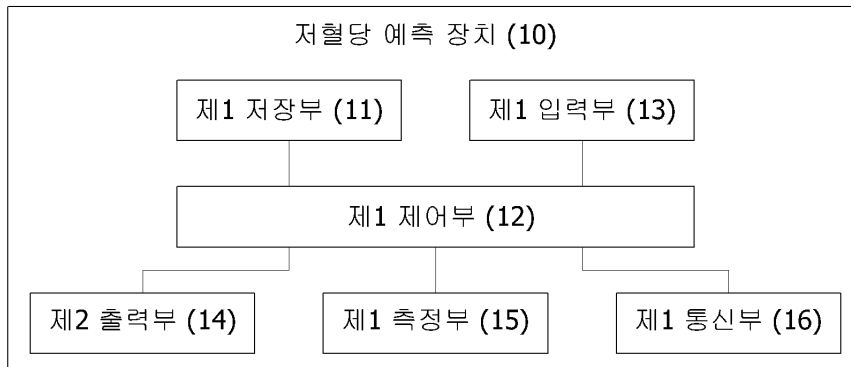 저혈당 예측 장치 (10)
제1 저장부 (11)
제1 입력부 (13)
제1 제어부 (12)
제2 출력부 (14)
제1 측정부 (15)
제1 통신부 (16)